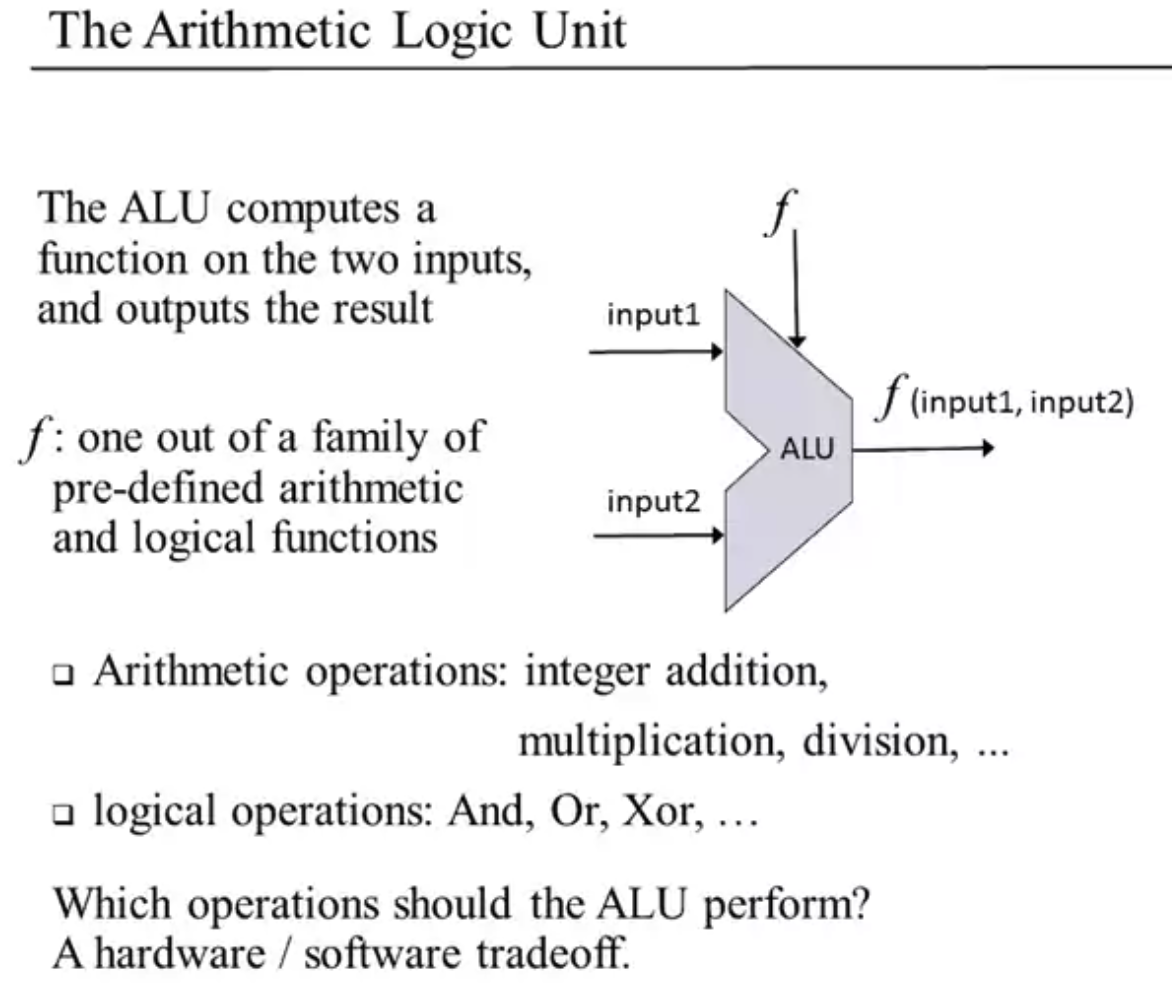 The Arithmetic Logic Unit
The ALU computes a
function on the two inputs,
and outputs the result
f: one out of a family of
pre-defined arithmetic
and logical functions
f
input1
input2
ALU
f (input1, input2)
❑ Arithmetic operations: integer addition,
multiplication, division, ...
❑ logical operations: And, Or, Xor, …
Which operations should the ALU perform?
A hardware / software tradeoff.